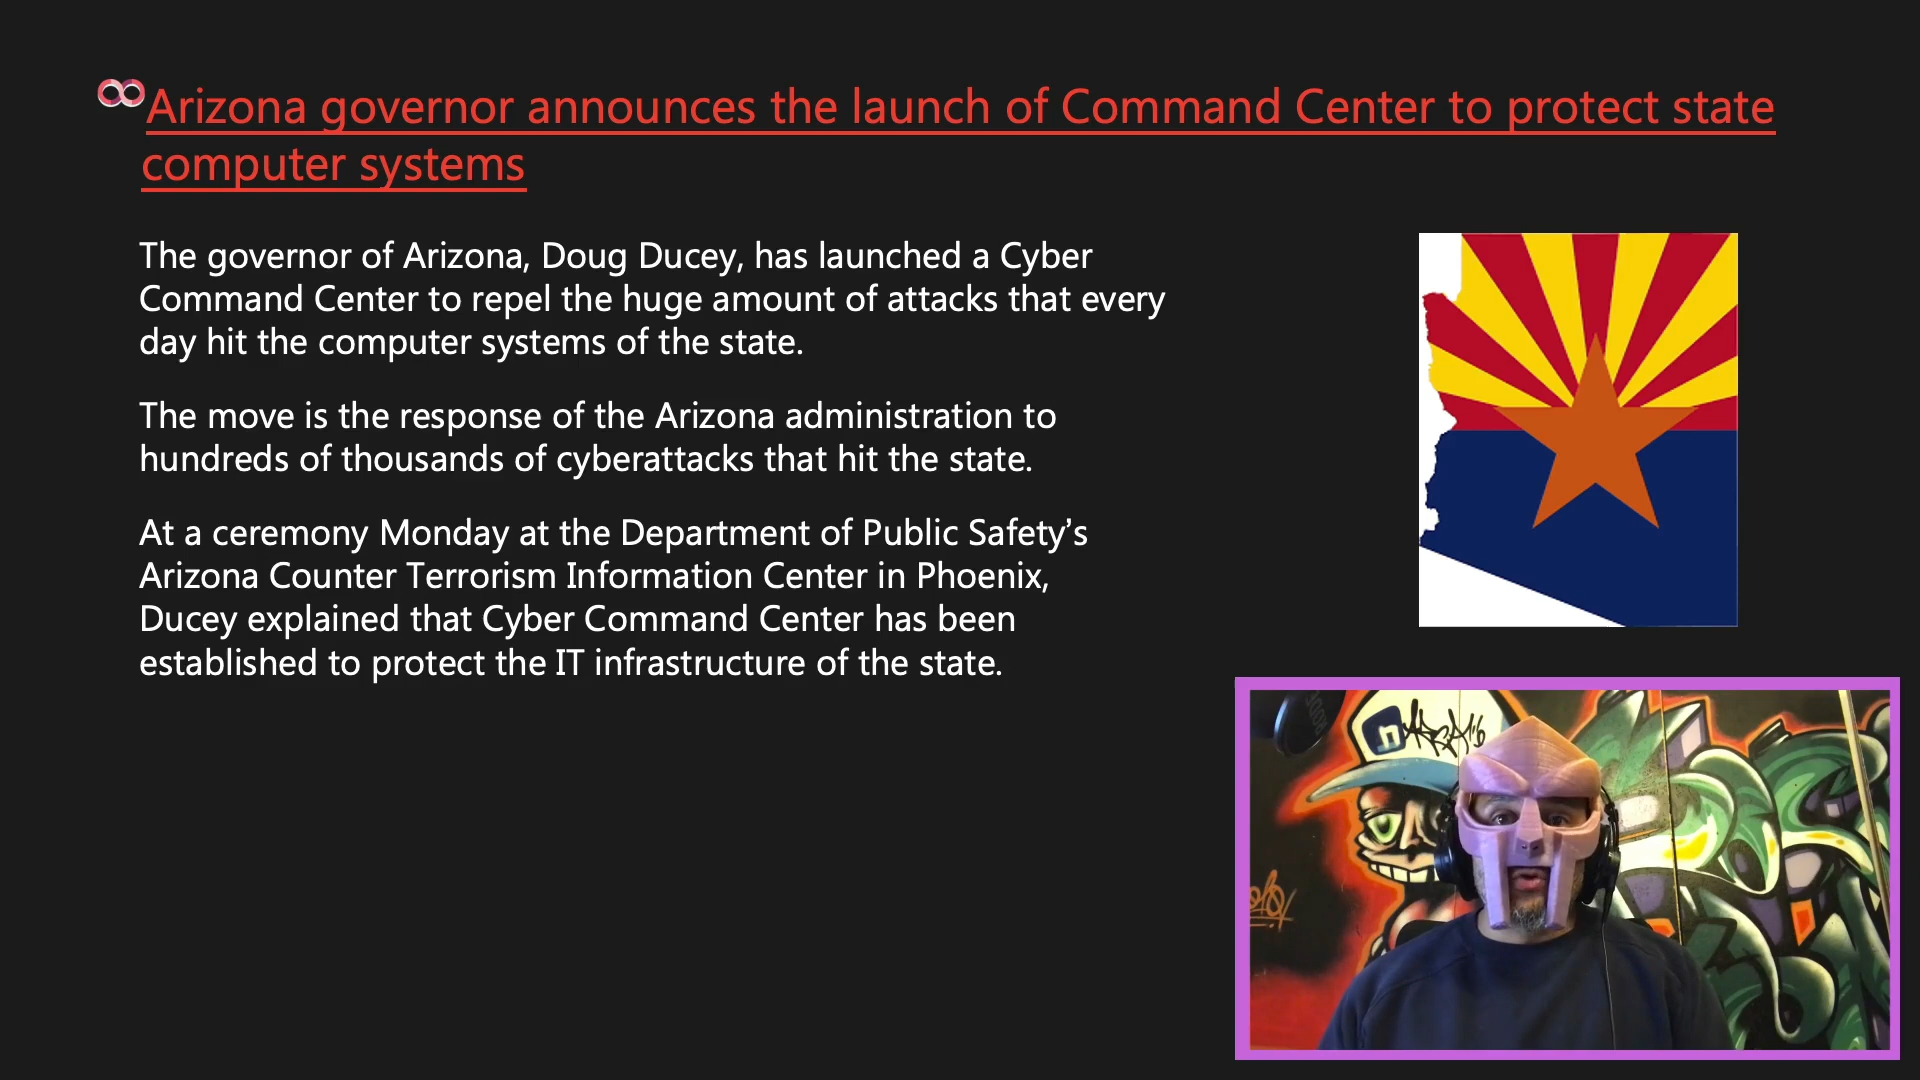 Arizona governor announces the launch of Command Center to protect state
computer systems
The governor of Arizona, Doug Ducey, has launched a Cyber
Command Center to repel the huge amount of attacks that every
day hit the computer systems of the state.
The move is the response of the Arizona administration to
hundreds of thousands of cyberattacks that hit the state.
At a ceremony Monday at the Department of Public Safety’s
Arizona Counter Terrorism Information Center in Phoenix,
Ducey explained that Cyber Command Center has been
established to protect the IT infrastructure of the state.